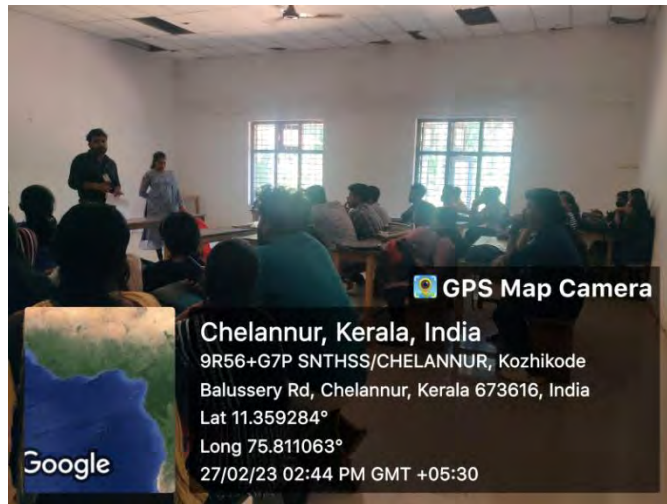 GPS Map Camera
Chelannur, Kerala, India
9R56+G7P SNTHSS/CHELANNUR, Kozhikode
Balussery Rd, Chelannur, Kerala 673616, India
Lat 11.359284°
Long 75.811063°
27/02/23 02:44 PM GMT +05:30
Google